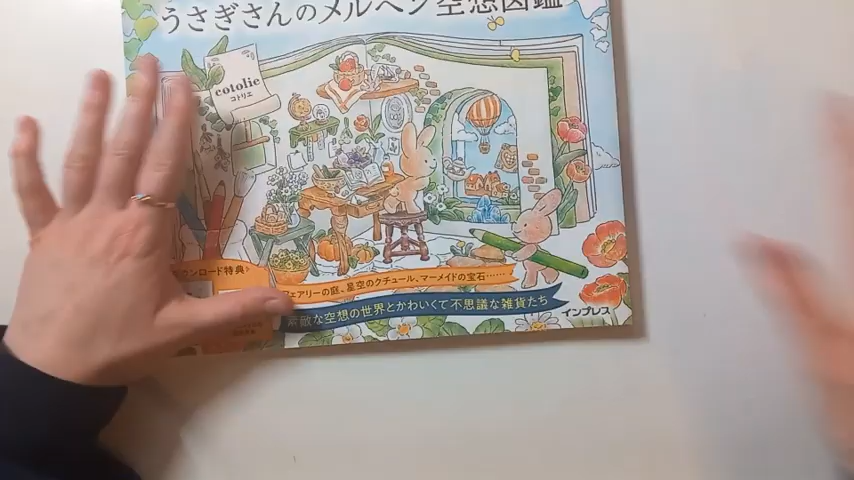 うさぎさんのメルヘン空想図鑑
cotolie
コトリエ
ンロード特典
フェアリーの庭、星空のクチュール、マーメイドの宝石……
素敵な空想の世界とかわいくて不思議な雑貨たち
インプレス